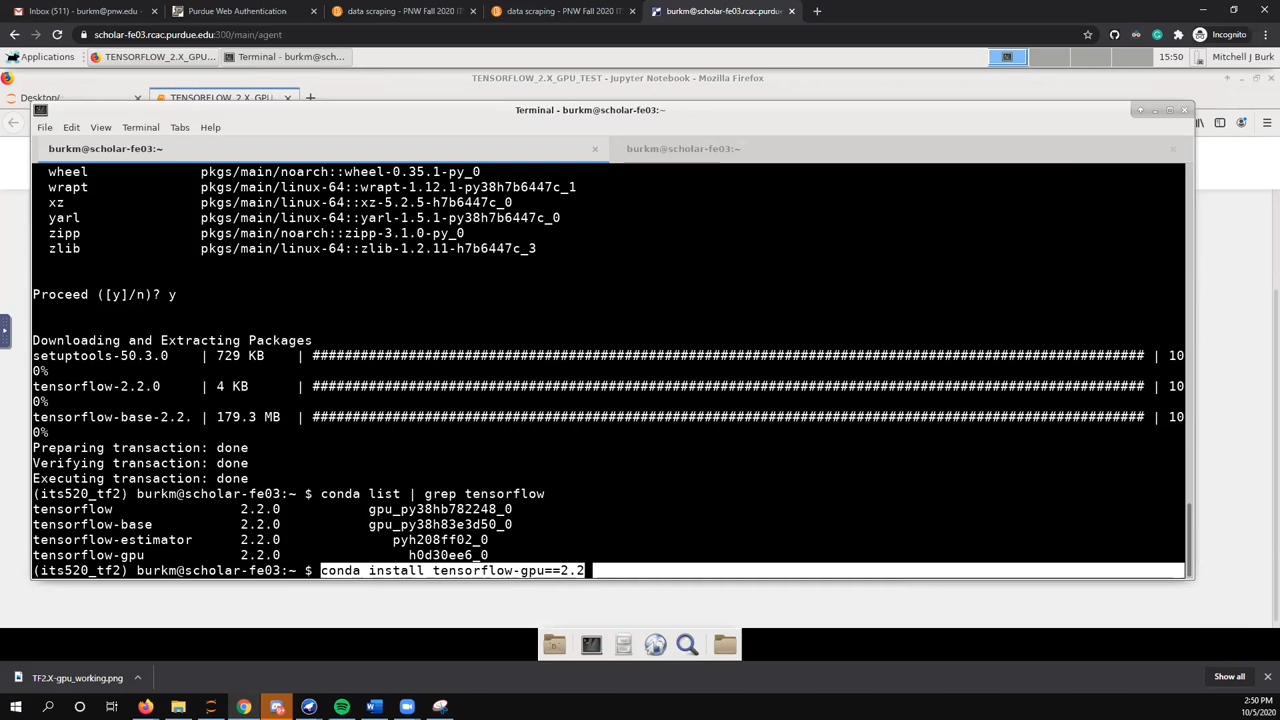 Inbox (511) - burkm@pnw.edu -
Purdue Web Authentication
data scraping - PNW Fall 2020 IT
data scraping - PNW Fall 2020 IT
burkm@scholar-fe03.rcac.purdue.
scholar-fe03.rcac.purdue.edu:300/main/agent
Incognito
Applications
TENSORFLOW_2.X_GPU...
Terminal - burkm@sch...
15:50
Mitchell J Burk
TENSORFLOW_2.X_GPU_TEST - Jupyter Notebook - Mozilla Firefox
Desktop/
TENSORFLOW_2.X_GPU
Terminal - burkm@scholar-fe03:~
File Edit View Terminal Tabs Help
burkm@scholar-fe03:~
burkm@scholar-fe03:~
wheel pkgs/main/noarch::wheel-0.35.1-py_0
wrapt pkgs/main/linux-64::wrapt-1.12.1-py38h7b6447c_1
xz pkgs/main/linux-64::xz-5.2.5-h7b6447c_0
yarl pkgs/main/linux-64::yarl-1.5.1-py38h7b6447c_0
zipp pkgs/main/noarch::zipp-3.1.0-py_0
zlib pkgs/main/linux-64::zlib-1.2.11-h7b6447c_3
Proceed ([y]/n)? y
Downloading and Extracting Packages
setuptools-50.3.0 | 729 KB | ######################################################################################################## | 10
0%
tensorflow-2.2.0 | 4 KB | ######################################################################################################## | 10
0%
tensorflow-base-2.2. | 179.3 MB | ######################################################################################################## | 10
0%
Preparing transaction: done
Verifying transaction: done
Executing transaction: done
(its520_tf2) burkm@scholar-fe03:~ $ conda list | grep tensorflow
tensorflow 2.2.0 gpu_py38hb782248_0
tensorflow-base 2.2.0 gpu_py38h83e3d50_0
tensorflow-estimator 2.2.0 pyh208ff02_0
tensorflow-gpu 2.2.0 h0d30ee6_0
(its520_tf2) burkm@scholar-fe03:~ $ conda install tensorflow-gpu==2.2
TF2.X-gpu_working.png
Show all
2:50 PM
10/5/2020